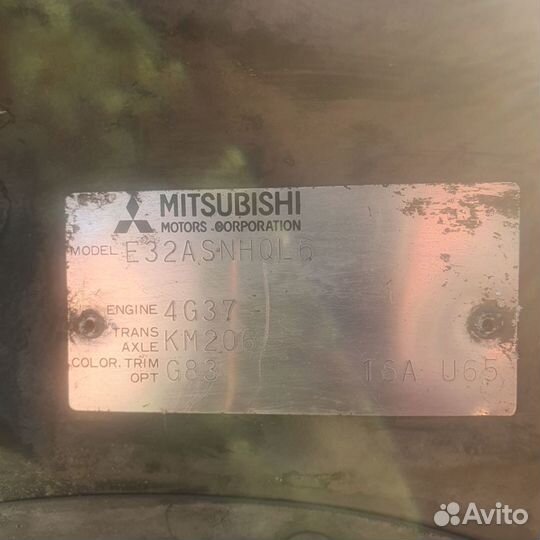 MITSUBISHI
MOTORS CORPORATION
MODEL E32ASNHQL6
ENGINE 4G37
TRANS AXLE KM206
COLOR.TRIM OPT G83 16A U65
Avito